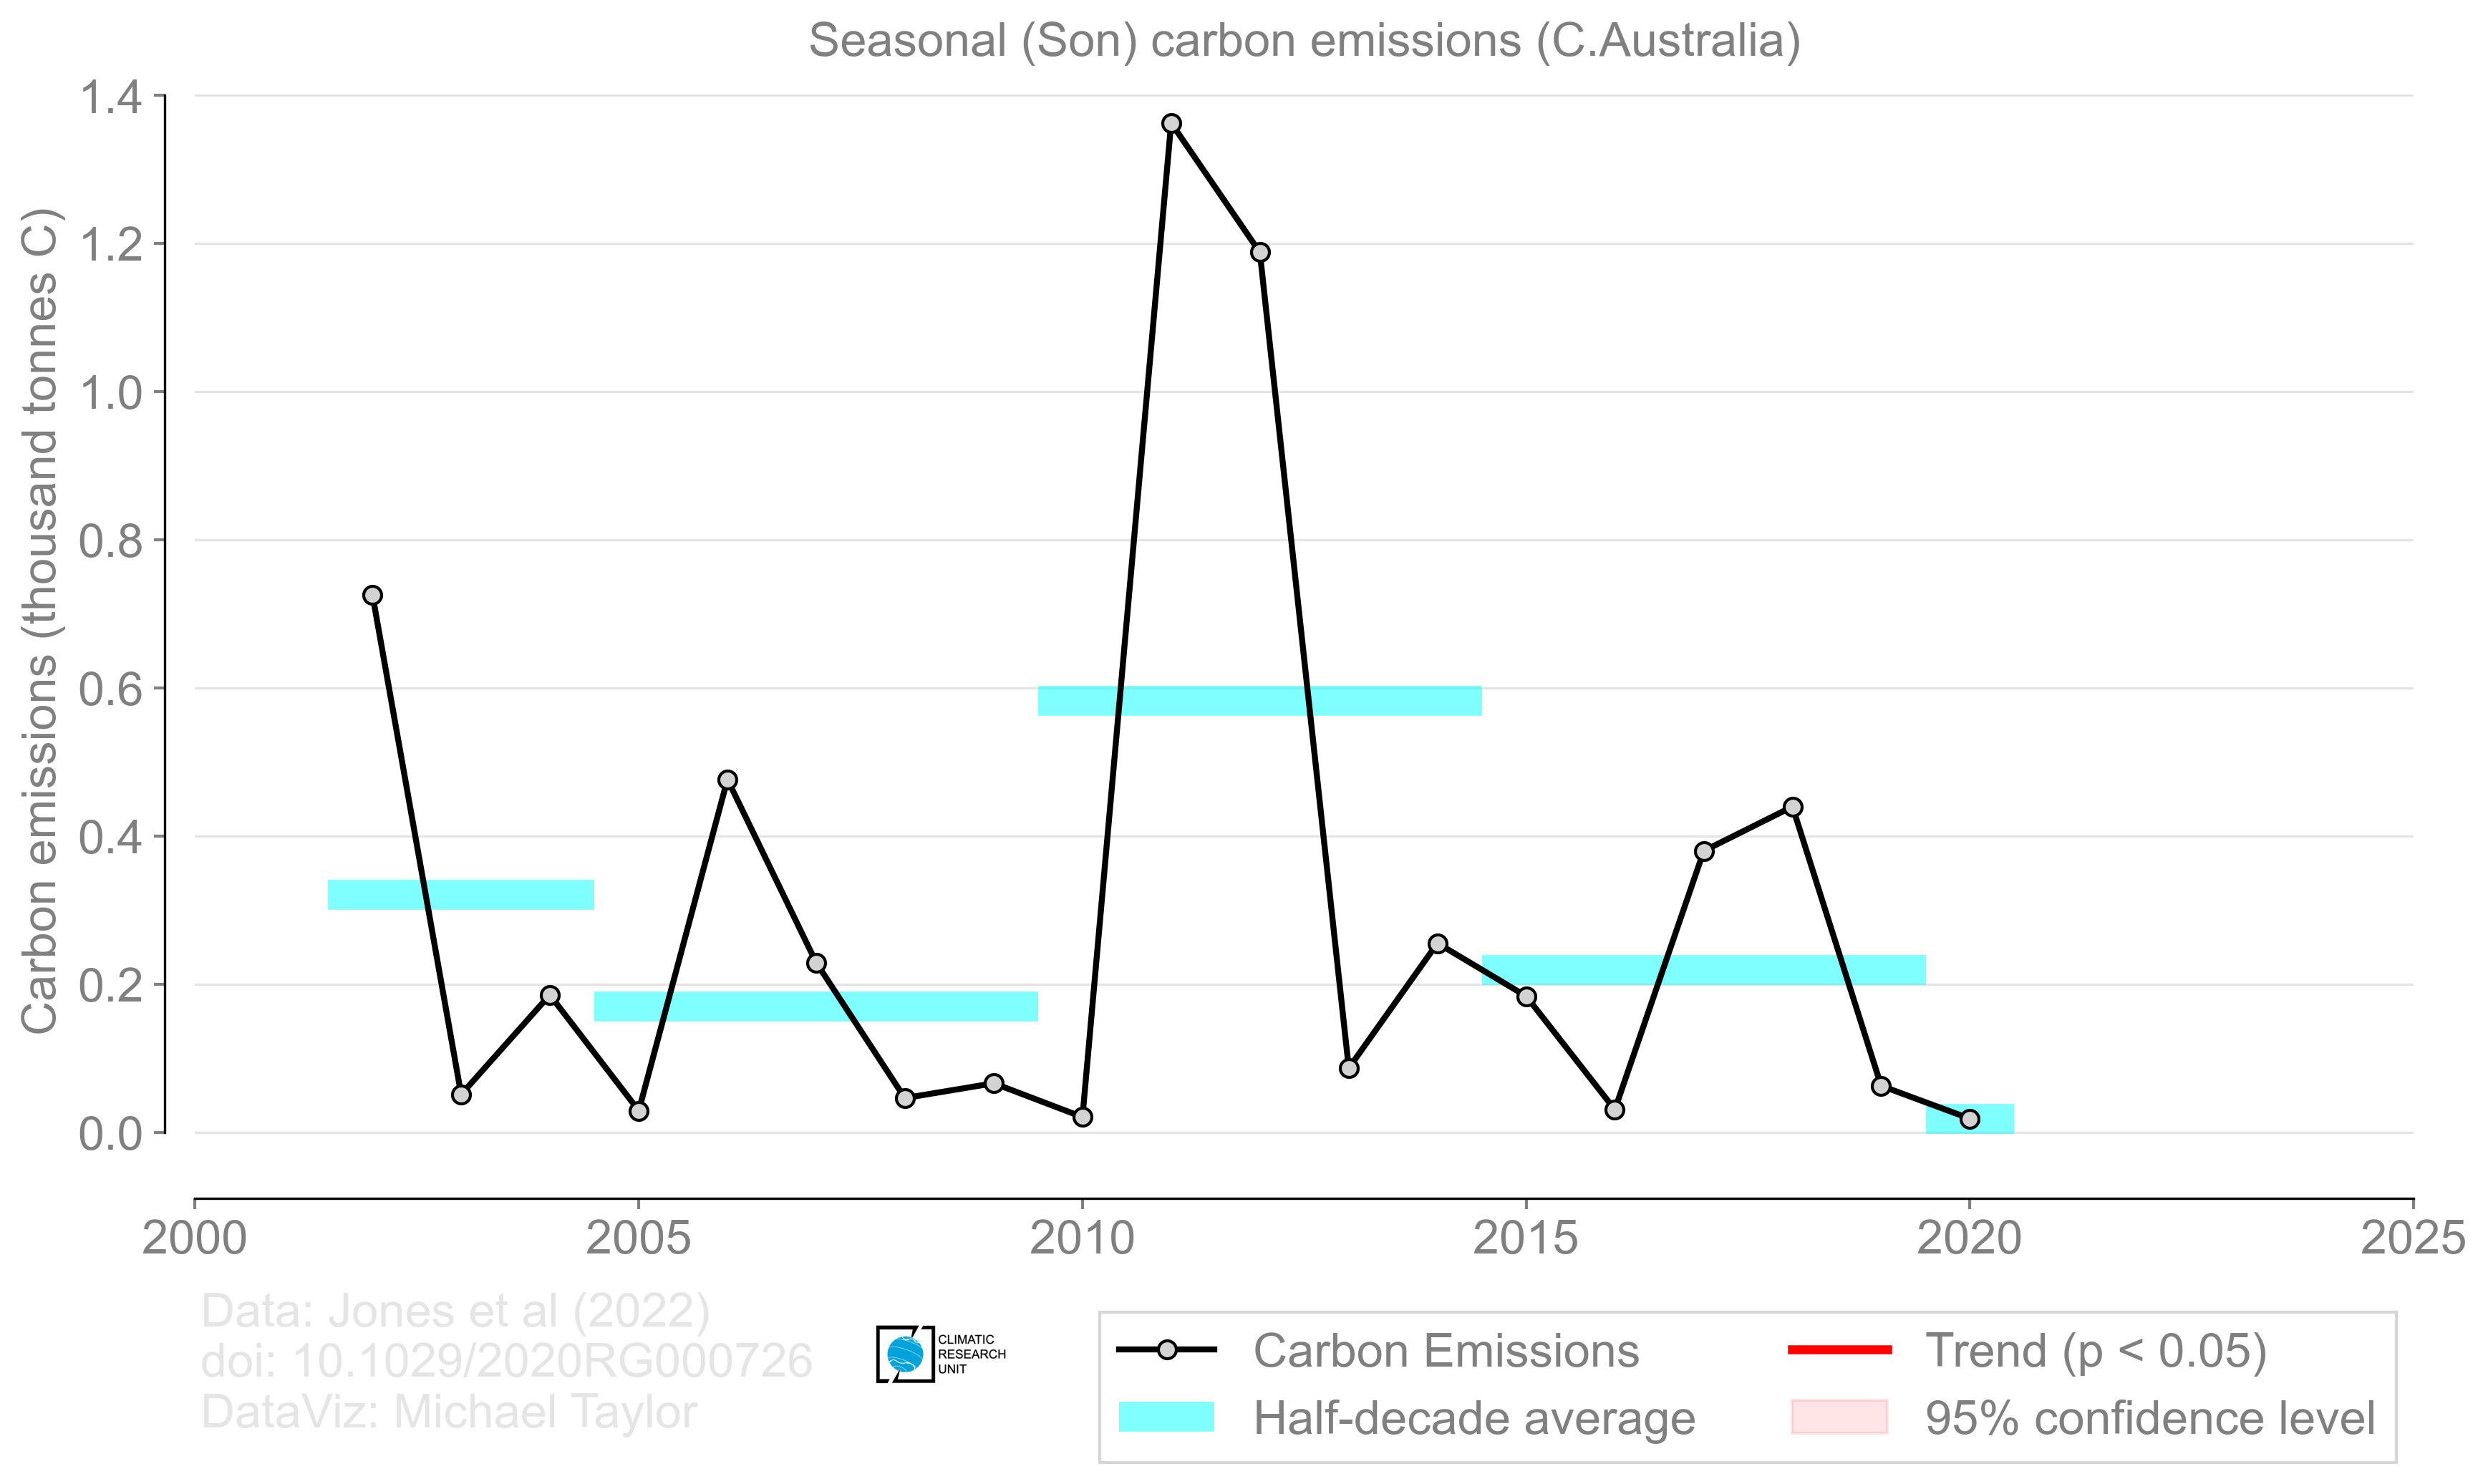 Seasonal (Son) carbon emissions (C.Australia)
Carbon emissions (thousand tonnes C)
1.4
1.2
1.0
0.8
0.6
0.4
0.2
0.0
2000 2005 2010 2015 2020 2025
Data: Jones et al (2022)
doi: 10.1029/2020RG000726
DataViz: Michael Taylor
CLIMATIC
RESEARCH
UNIT
Carbon Emissions
Half-decade average
Trend (p < 0.05)
95% confidence level